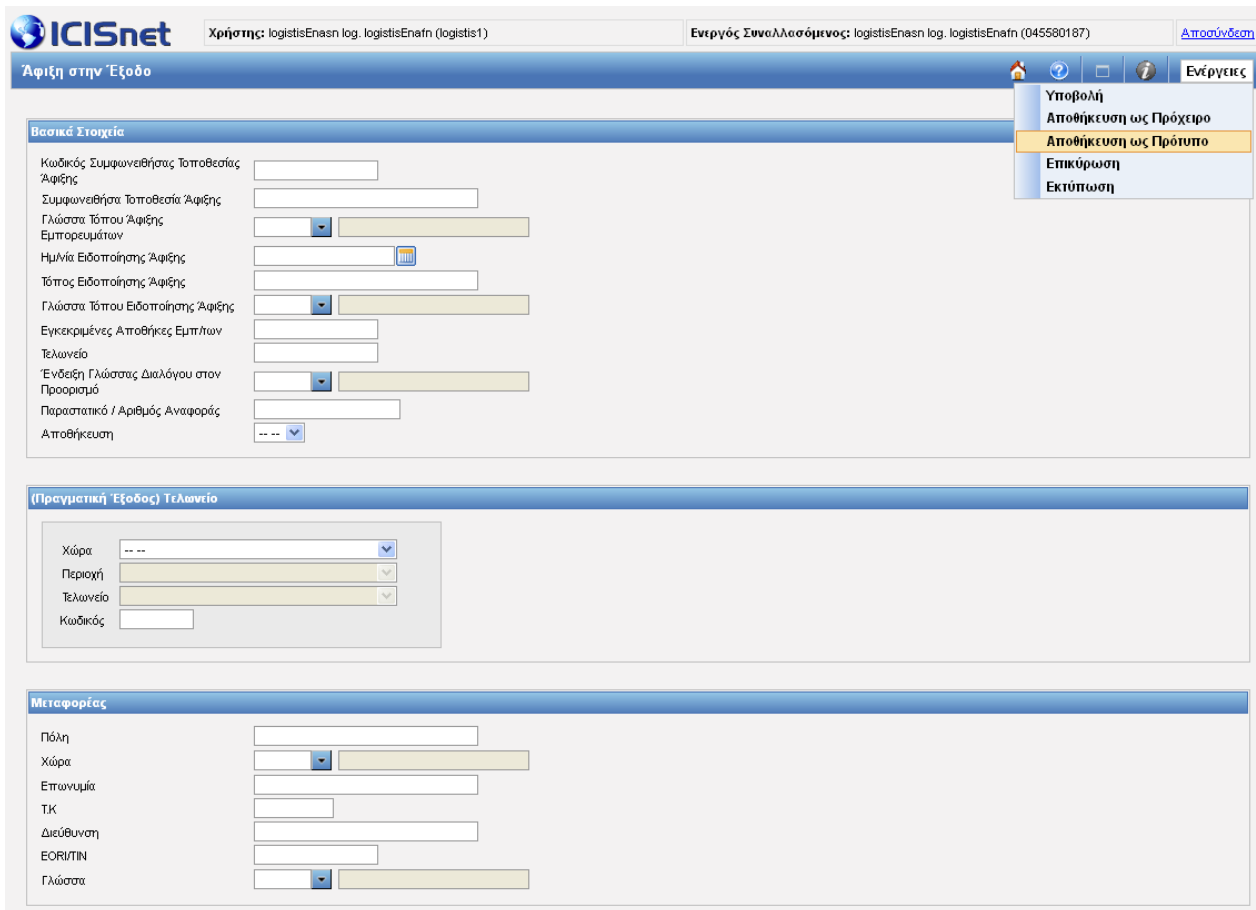 ICISnet
Χρήστης: logistisEnasn log. logistisEnafn (logistis1)
Ενεργός Συναλλασόμενος: logistisEnasn log. logistisEnafn (045580187)
Αποσύνδεση
Άφιξη στην Έξοδο
Ενέργειες
Υποβολή
Αποθήκευση ως Πρόχειρο
Αποθήκευση ως Πρότυπο
Επικύρωση
Εκτύπωση
Βασικά Στοιχεία
Κωδικός Συμφωνειθήσας Τοποθεσίας
Άφιξης
Συμφωνειθήσα Τοποθεσία Άφιξης
Γλώσσα Τόπου Άφιξης
Εμπορευμάτων
Ημ/νία Ειδοποίησης Άφιξης
Τόπος Ειδοποίησης Άφιξης
Γλώσσα Τόπου Ειδοποίησης Άφιξης
Εγκεκριμένες Αποθήκες Εμπ/των
Τελωνείο
Ένδειξη Γλώσσας Διαλόγου στον
Προορισμό
Παραστατικό / Αριθμός Αναφοράς
Αποθήκευση
-- --
(Πραγματική Έξοδος) Τελωνείο
Χώρα
-- --
Περιοχή
Τελωνείο
Κωδικός
Μεταφορέας
Πόλη
Χώρα
Επωνυμία
Τ.Κ
Διεύθυνση
EORI/TIN
Γλώσσα